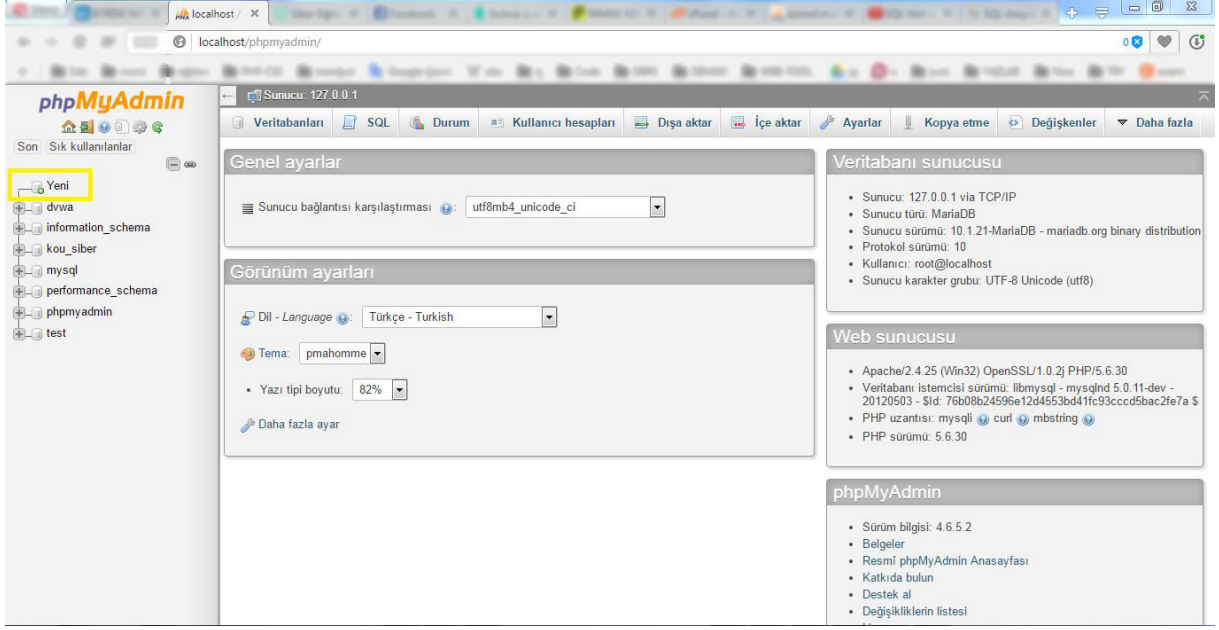 localhost /
localhost/phpmyadmin/
0
phpMyAdmin
Son Sık kullanılanlar
Yeni
dvwa
information_schema
kou_siber
mysql
performance_schema
phpmyadmin
test
Sunucu: 127.0.0.1
Veritabanları SQL Durum Kullanıcı hesapları Dışa aktar İçe aktar Ayarlar Kopya etme Değişkenler Daha fazla
Genel ayarlar
Sunucu bağlantısı karşılaştırması : utf8mb4_unicode_ci
Görünüm ayarları
Dil - Language : Türkçe - Turkish
Tema: pmahomme
• Yazı tipi boyutu: 82%
Daha fazla ayar
Veritabanı sunucusu
• Sunucu: 127.0.0.1 via TCP/IP
• Sunucu türü: MariaDB
• Sunucu sürümü: 10.1.21-MariaDB - mariadb.org binary distribution
• Protokol sürümü: 10
• Kullanıcı: root@localhost
• Sunucu karakter grubu: UTF-8 Unicode (utf8)
Web sunucusu
• Apache/2.4.25 (Win32) OpenSSL/1.0.2j PHP/5.6.30
• Veritabanı istemcisi sürümü: libmysql - mysqlnd 5.0.11-dev -
20120503 - $Id: 76b08b24596e12d4553bd41fc93cccd5bac2fe7a $
• PHP uzantısı: mysqli curl mbstring
• PHP sürümü: 5.6.30
phpMyAdmin
• Sürüm bilgisi: 4.6.5.2
• Belgeler
• Resmî phpMyAdmin Anasayfası
• Katkıda bulun
• Destek al
• Değişikliklerin listesi